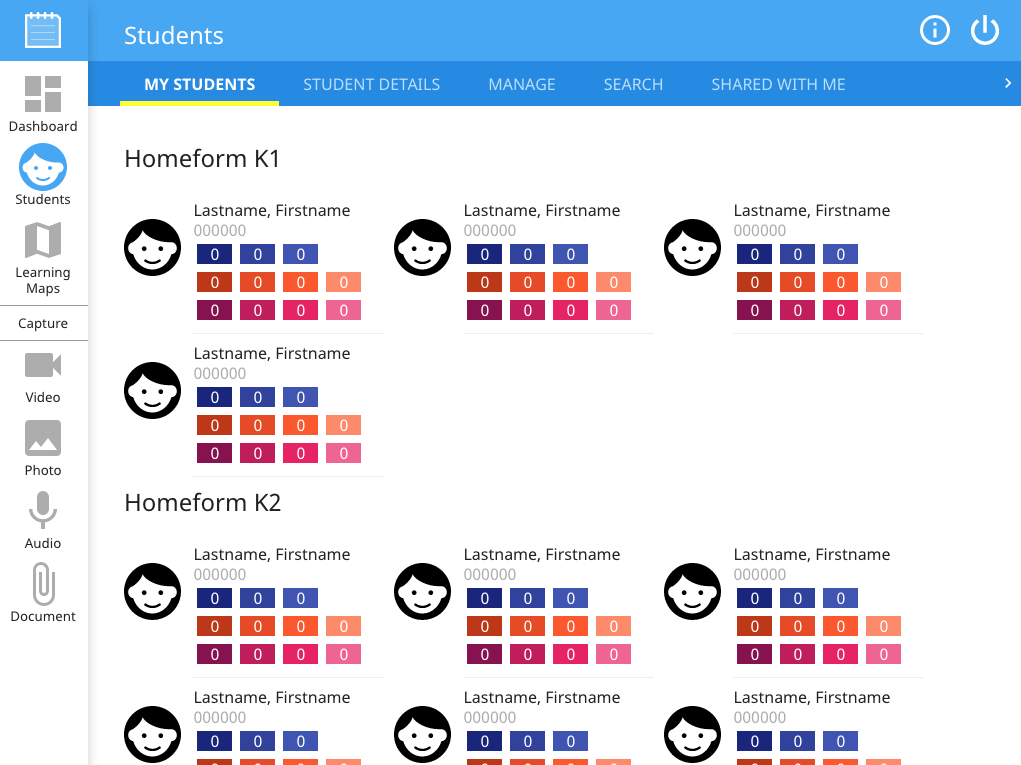 Students
MY STUDENTS STUDENT DETAILS MANAGE SEARCH SHARED WITH ME
Dashboard
Students
Learning
Maps
Capture
Video
Photo
Audio
Document
Homeform K1
Lastname, Firstname Lastname, Firstname Lastname, Firstname
000000 000000 000000
0 0 0 0 0 0 0 0 0
0 0 0 0 0 0 0 0 0 0 0 0
0 0 0 0 0 0 0 0 0 0 0 0
Lastname, Firstname
000000
0 0 0
0 0 0 0
0 0 0 0
Homeform K2
Lastname, Firstname Lastname, Firstname Lastname, Firstname
000000 000000 000000
0 0 0 0 0 0 0 0 0
0 0 0 0 0 0 0 0 0 0 0 0
0 0 0 0 0 0 0 0 0 0 0 0
Lastname, Firstname Lastname, Firstname Lastname, Firstname
000000 000000 000000
0 0 0 0 0 0 0 0 0